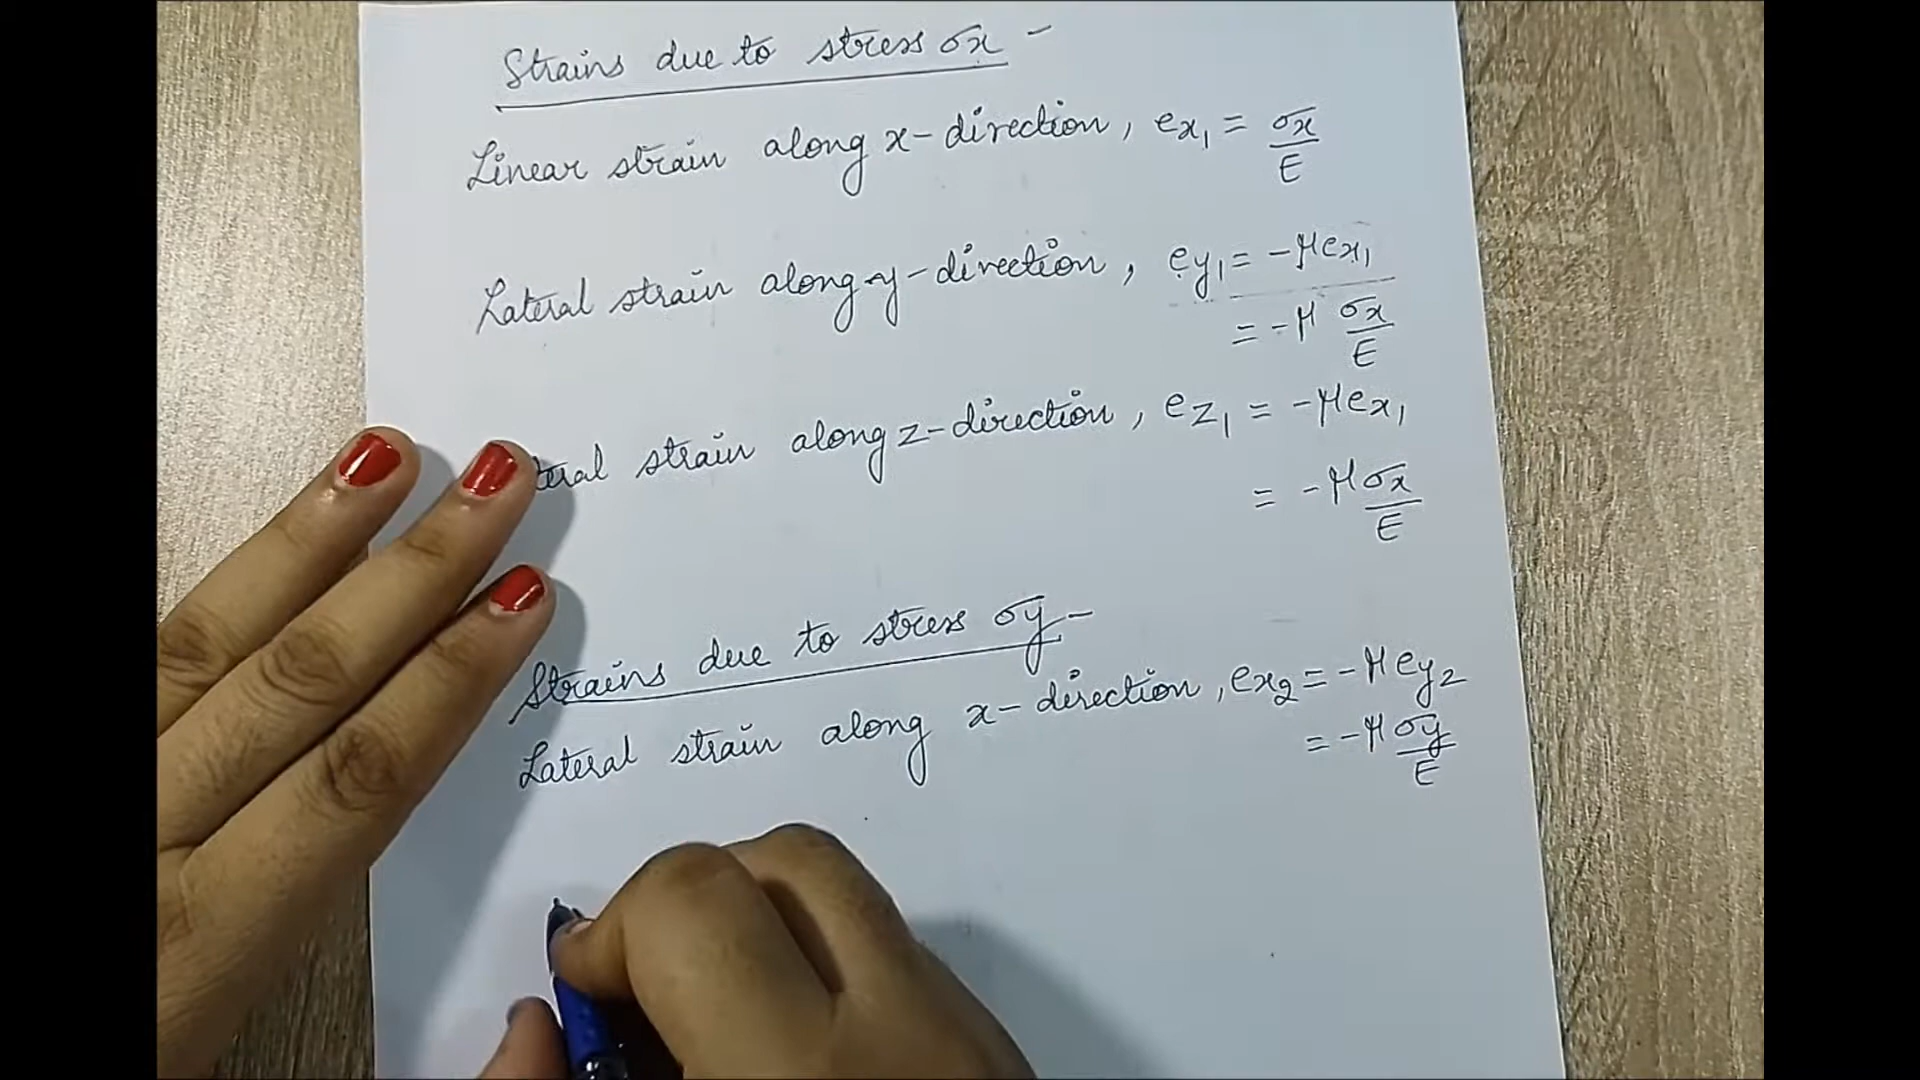 Strains due to stress σx -
Linear strain along x-direction, ex₁ = σx/E
Lateral strain along y-direction, ey₁ = -μex₁
= -μ σx/E
strain along z-direction, ez₁ = -μex₁
= -μ σx/E
Strains due to stress σy -
Lateral strain along x-direction, ex₂ = -μey₂
= -μ σy/E